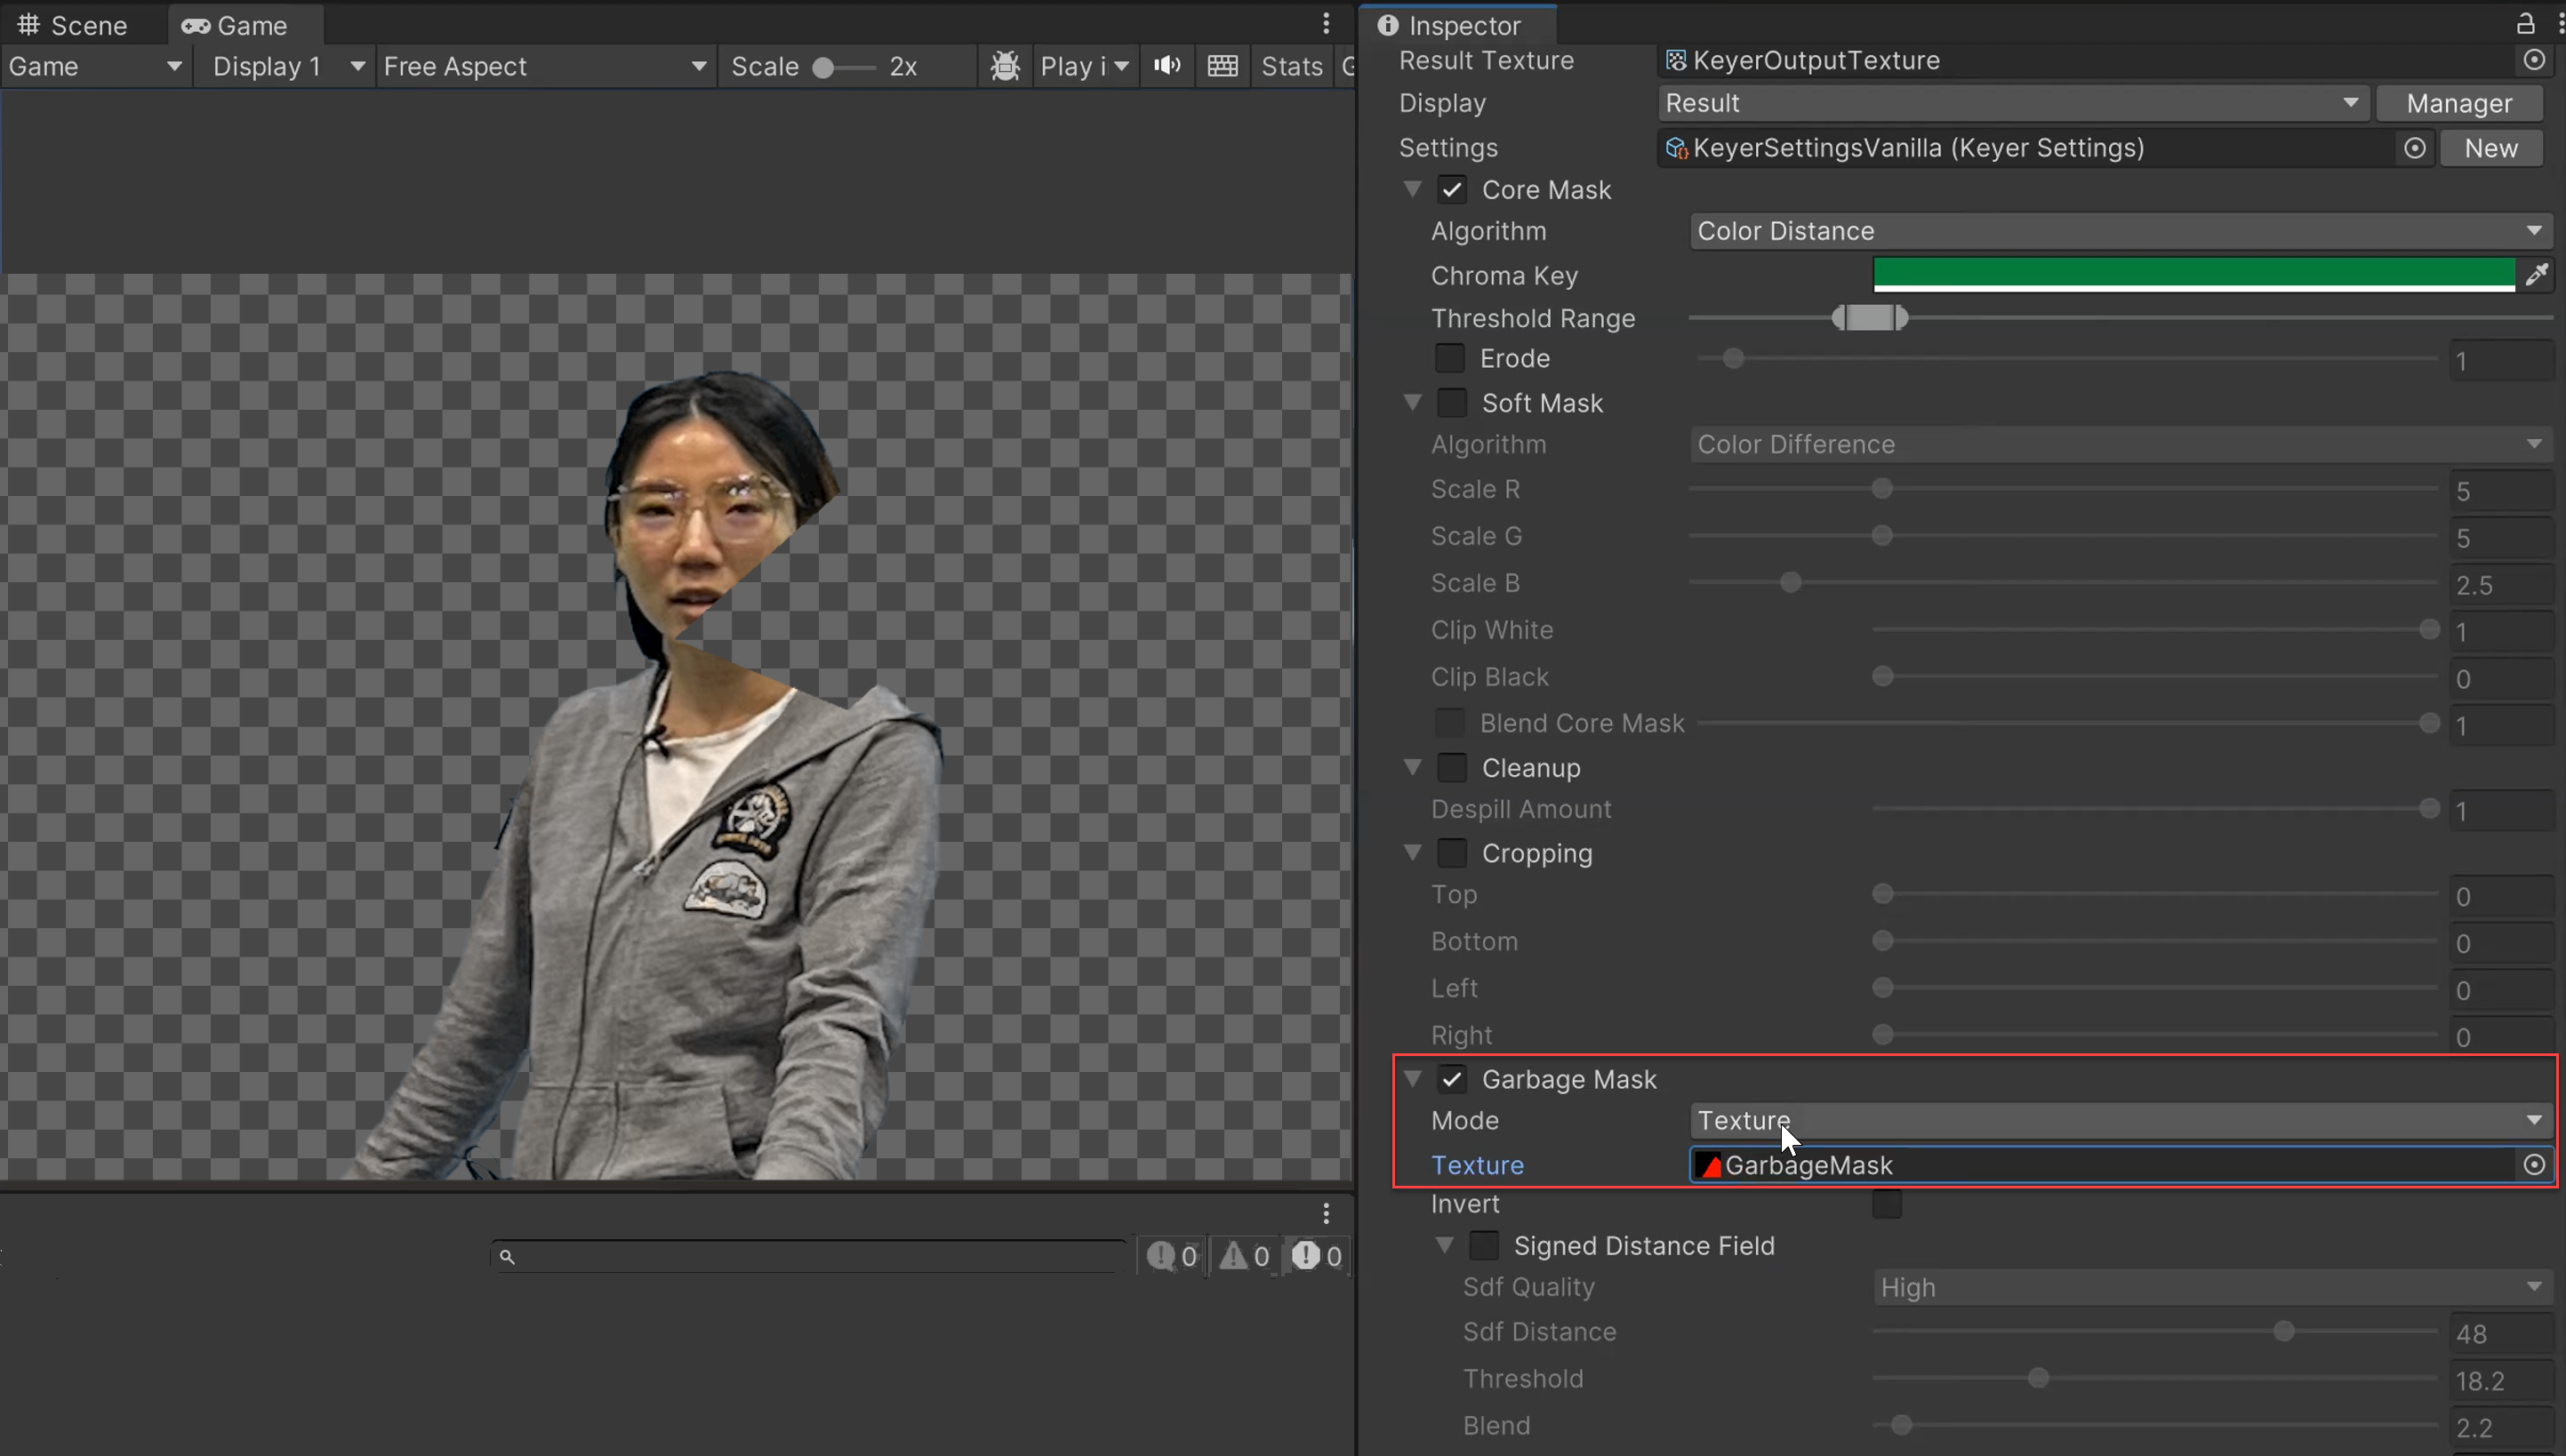 Scene
Game
Game
Display 1
Free Aspect
Scale
2x
Play i
Stats
0
0
0
Inspector
Result Texture
KeyerOutputTexture
Display
Result
Manager
Settings
KeyerSettingsVanilla (Keyer Settings)
New
Core Mask
Algorithm
Color Distance
Chroma Key
Threshold Range
Erode
1
Soft Mask
Algorithm
Color Difference
Scale R
5
Scale G
5
Scale B
2.5
Clip White
1
Clip Black
0
Blend Core Mask
1
Cleanup
Despill Amount
1
Cropping
Top
0
Bottom
0
Left
0
Right
0
Garbage Mask
Mode
Texture
Texture
GarbageMask
Invert
Signed Distance Field
Sdf Quality
High
Sdf Distance
48
Threshold
18.2
Blend
2.2